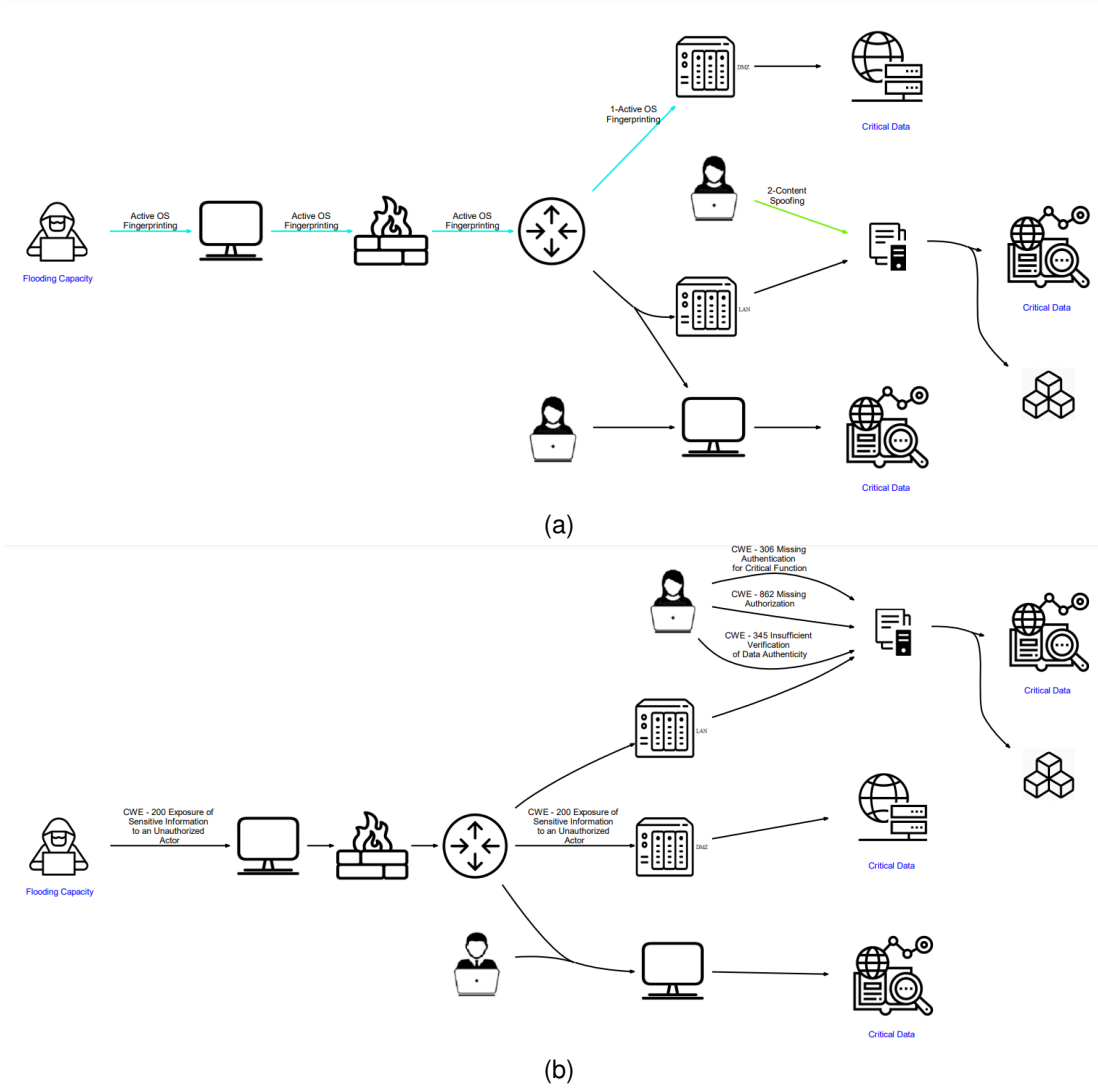 DMZ
1-Active OS
Fingerprinting
Critical Data
2-Content
Spoofing
Active OS
Fingerprinting
Active OS
Fingerprinting
Active OS
Fingerprinting
Flooding Capacity
LAN
Critical Data
Critical Data
(a)
CWE - 306 Missing
Authentication
for Critical Function
CWE - 862 Missing
Authorization
CWE - 345 Insufficient
Verification
of Data Authenticity
Critical Data
LAN
CWE - 200 Exposure of
Sensitive Information
to an Unauthorized
Actor
CWE - 200 Exposure of
Sensitive Information
to an Unauthorized
Actor
DMZ
Flooding Capacity
Critical Data
Critical Data
(b)